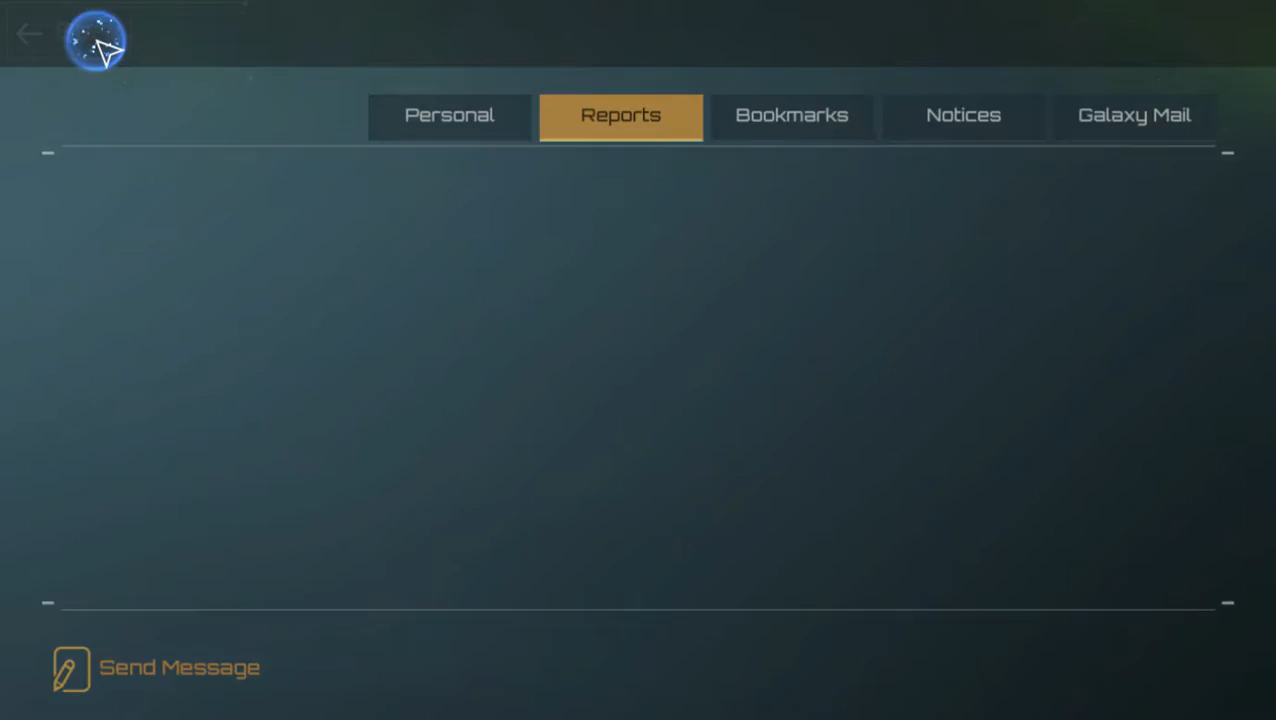 Personal
Reports
Bookmarks
Notices
Galaxy Mail
Send Message